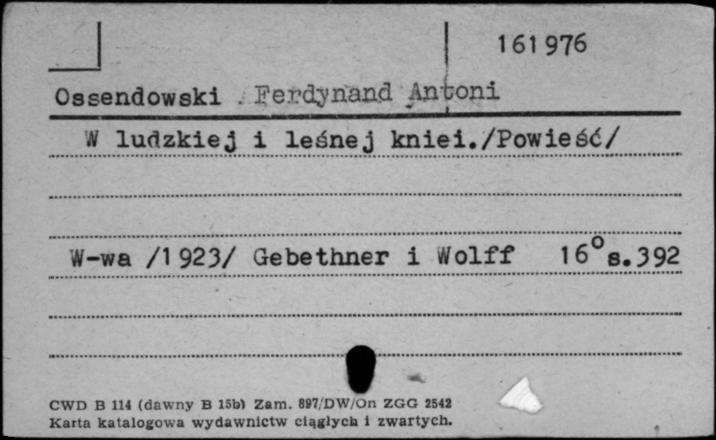 161976
Ossendowski Ferdynand Antoni
W ludzkiej i leśnej kniei./Powieść/
W-wa /1923/ Gebethner i Wolff 16° s.392
CWD B 114 (dawny B 15b) Zam. 897/DW/On ZGG 2542
Karta katalogowa wydawnictw ciągłych i zwartych.